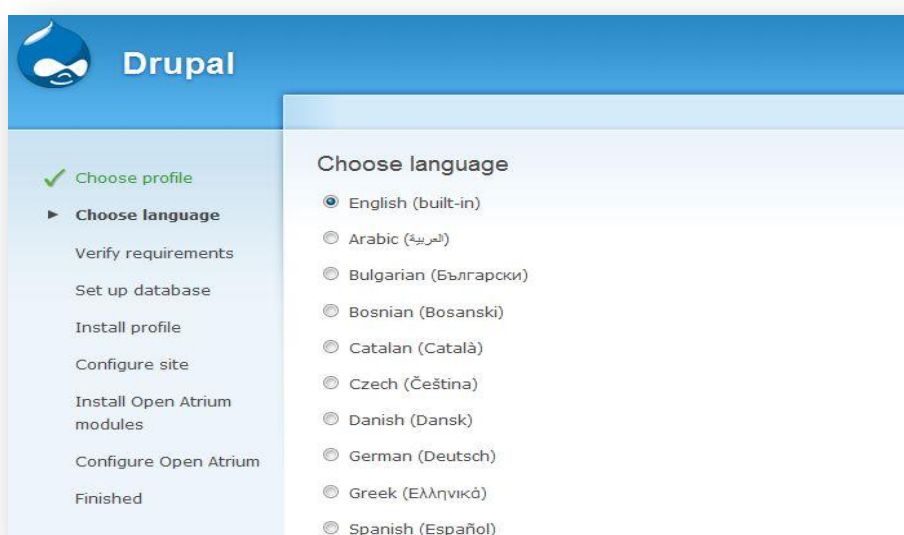 Drupal
Choose profile
Choose language
Verify requirements
Set up database
Install profile
Configure site
Install Open Atrium
modules
Configure Open Atrium
Finished
Choose language
English (built-in)
Arabic (العربية)
Bulgarian (Български)
Bosnian (Bosanski)
Catalan (Català)
Czech (Čeština)
Danish (Dansk)
German (Deutsch)
Greek (Ελληνικά)
Spanish (Español)